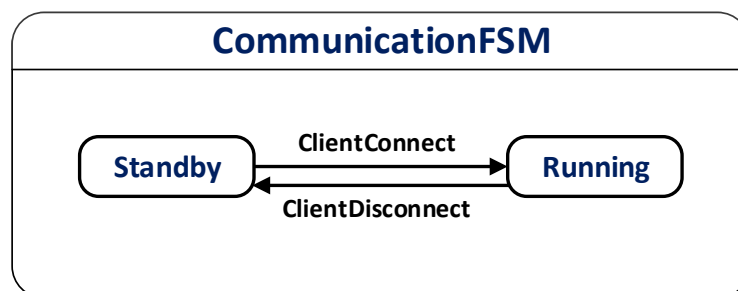 CommunicationFSM
ClientConnect
Standby
Running
ClientDisconnect